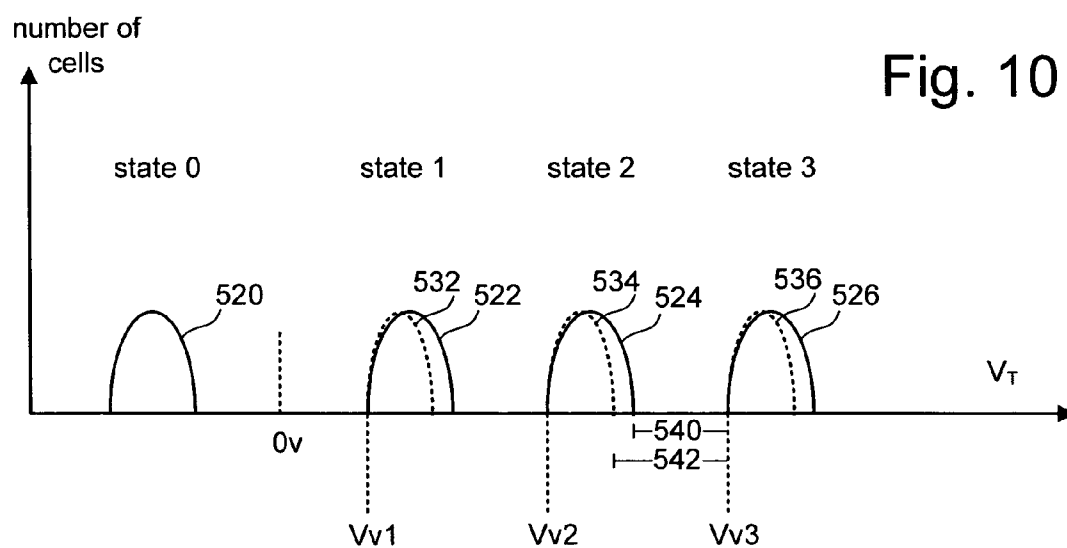 number of
cells
Fig. 10
state 0
state 1
state 2
state 3
520
532
522
534
524
536
526
V_T
0v
540
542
Vv1
Vv2
Vv3